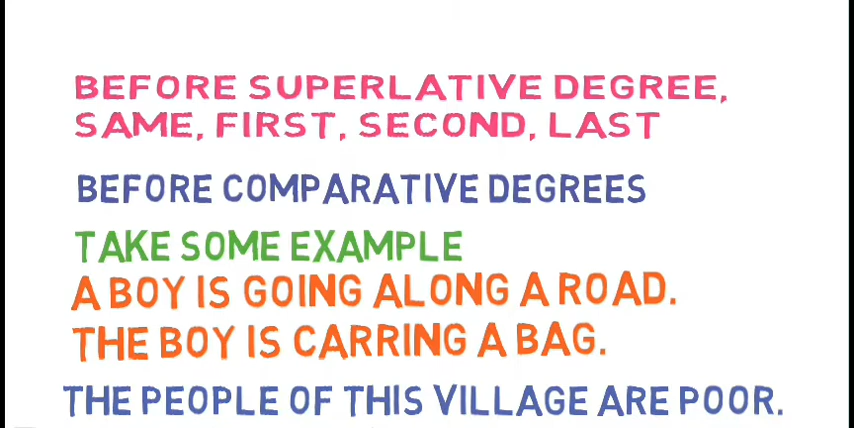 BEFORE SUPERLATIVE DEGREE,
SAME, FIRST, SECOND, LAST
BEFORE COMPARATIVE DEGREES
TAKE SOME EXAMPLE
A BOY IS GOING ALONG A ROAD.
THE BOY IS CARRING A BAG.
THE PEOPLE OF THIS VILLAGE ARE POOR.